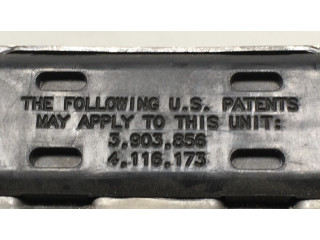 THE FOLLOWING U.S. PATENTS
MAY APPLY TO THIS UNIT:
3,903,856
4,116,173